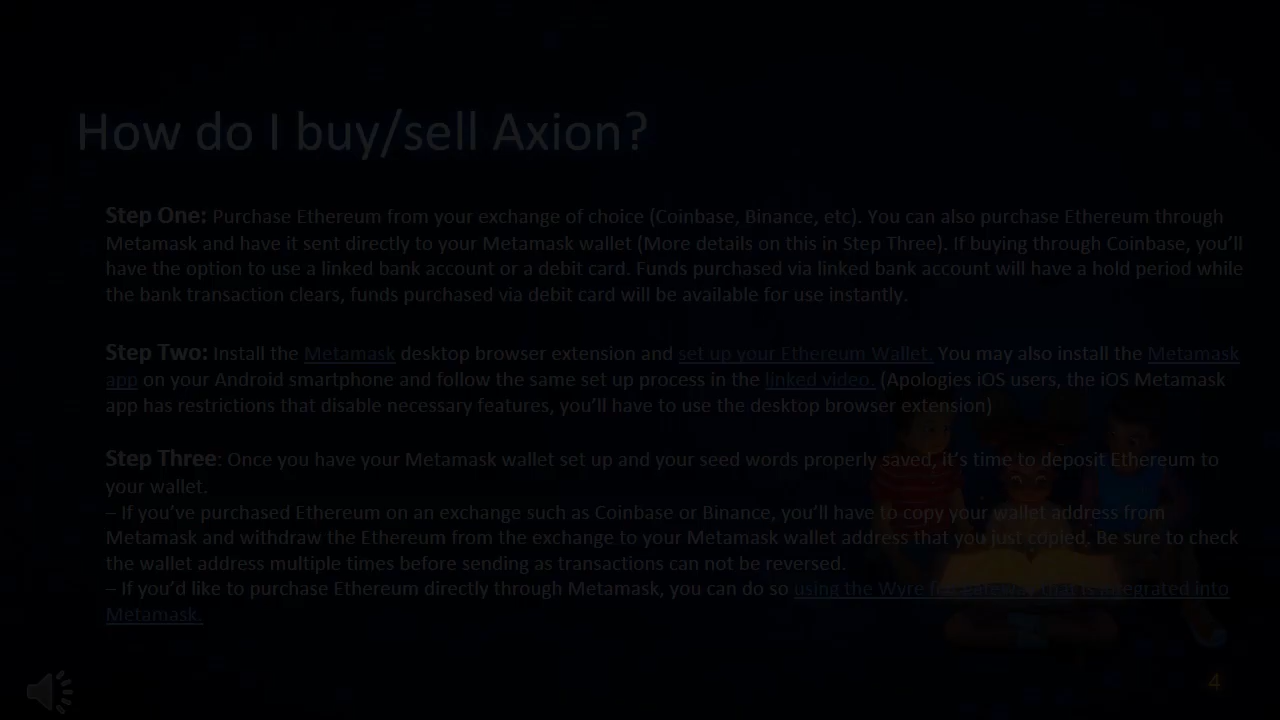 How do I buy/sell Axion?
Step One: Purchase Ethereum from your exchange of choice (Coinbase, Binance, etc). You can also purchase Ethereum through
Metamask and have it sent directly to your Metamask wallet (More details on this in Step Three). If buying through Coinbase, you'll
have the option to use a linked bank account or a debit card. Funds purchased via linked bank account will have a hold period while
the bank transaction clears, funds purchased via debit card will be available for use instantly.
Step Two: Install the Metamask desktop browser extension and set up your Ethereum Wallet. You may also install the Metamask
app on your Android smartphone and follow the same set up process in the linked video. (Apologies iOS users, the iOS Metamask
app has restrictions that disable necessary features, you'll have to use the desktop browser extension)
Step Three: Once you have your Metamask wallet set up and your seed words properly saved, it's time to deposit Ethereum to
your wallet.
– If you've purchased Ethereum on an exchange such as Coinbase or Binance, you'll have to copy your wallet address from
Metamask and withdraw the Ethereum from the exchange to your Metamask wallet address that you just copied. Be sure to check
the wallet address multiple times before sending as transactions can not be reversed.
– If you'd like to purchase Ethereum directly through Metamask, you can do so using the Wyre fiat gateway that is integrated into
Metamask.
4